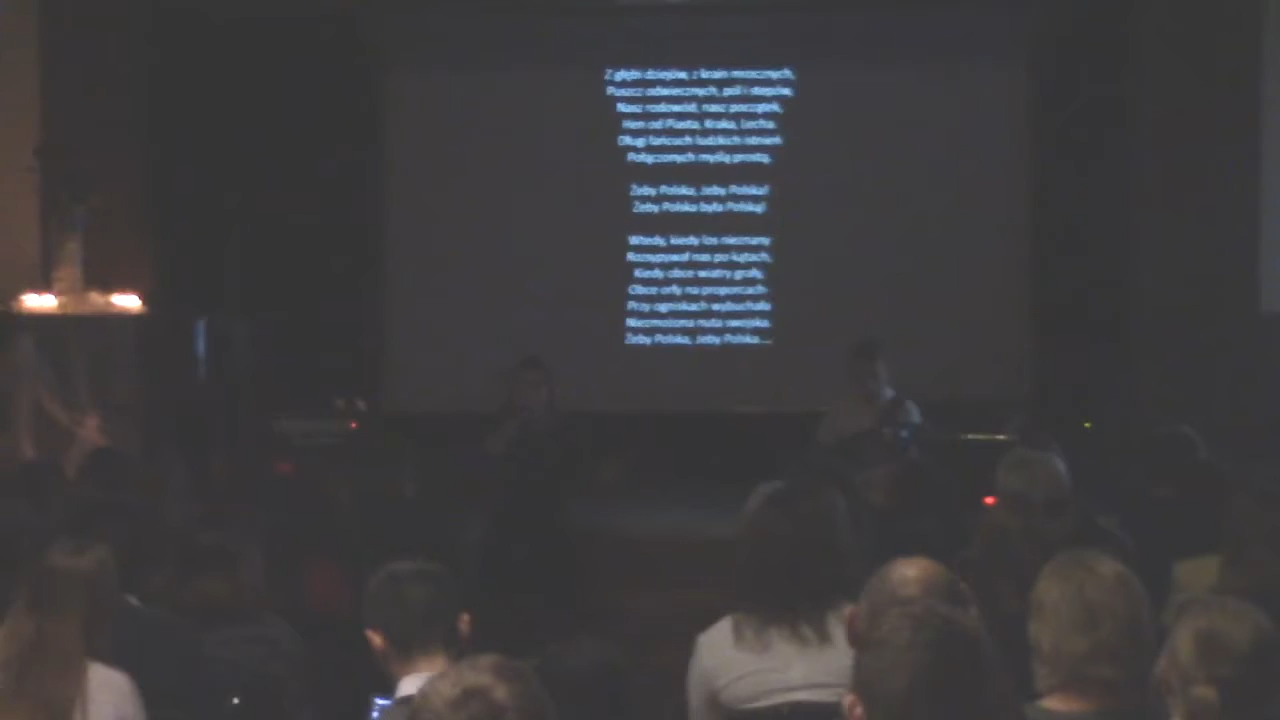 Z głębi dziejów, z krain mrocznych,
Puszcz odwiecznych, pól i stepów,
Nasz rodowód, nasz początek,
Hen od Piasta, Kraka, Lecha.
Długi łańcuch ludzkich istnień
Połączonych myślą prostą.
Żeby Polska, żeby Polska!
Żeby Polska była Polską!
Wtedy, kiedy los nieznany
Rozsypywał nas po kątach,
Kiedy obce wiatry grały,
Obce orły na proporcach-
Przy ogniskach wybuchała
Niezmożona nuta swojska.
Żeby Polska, żeby Polska...